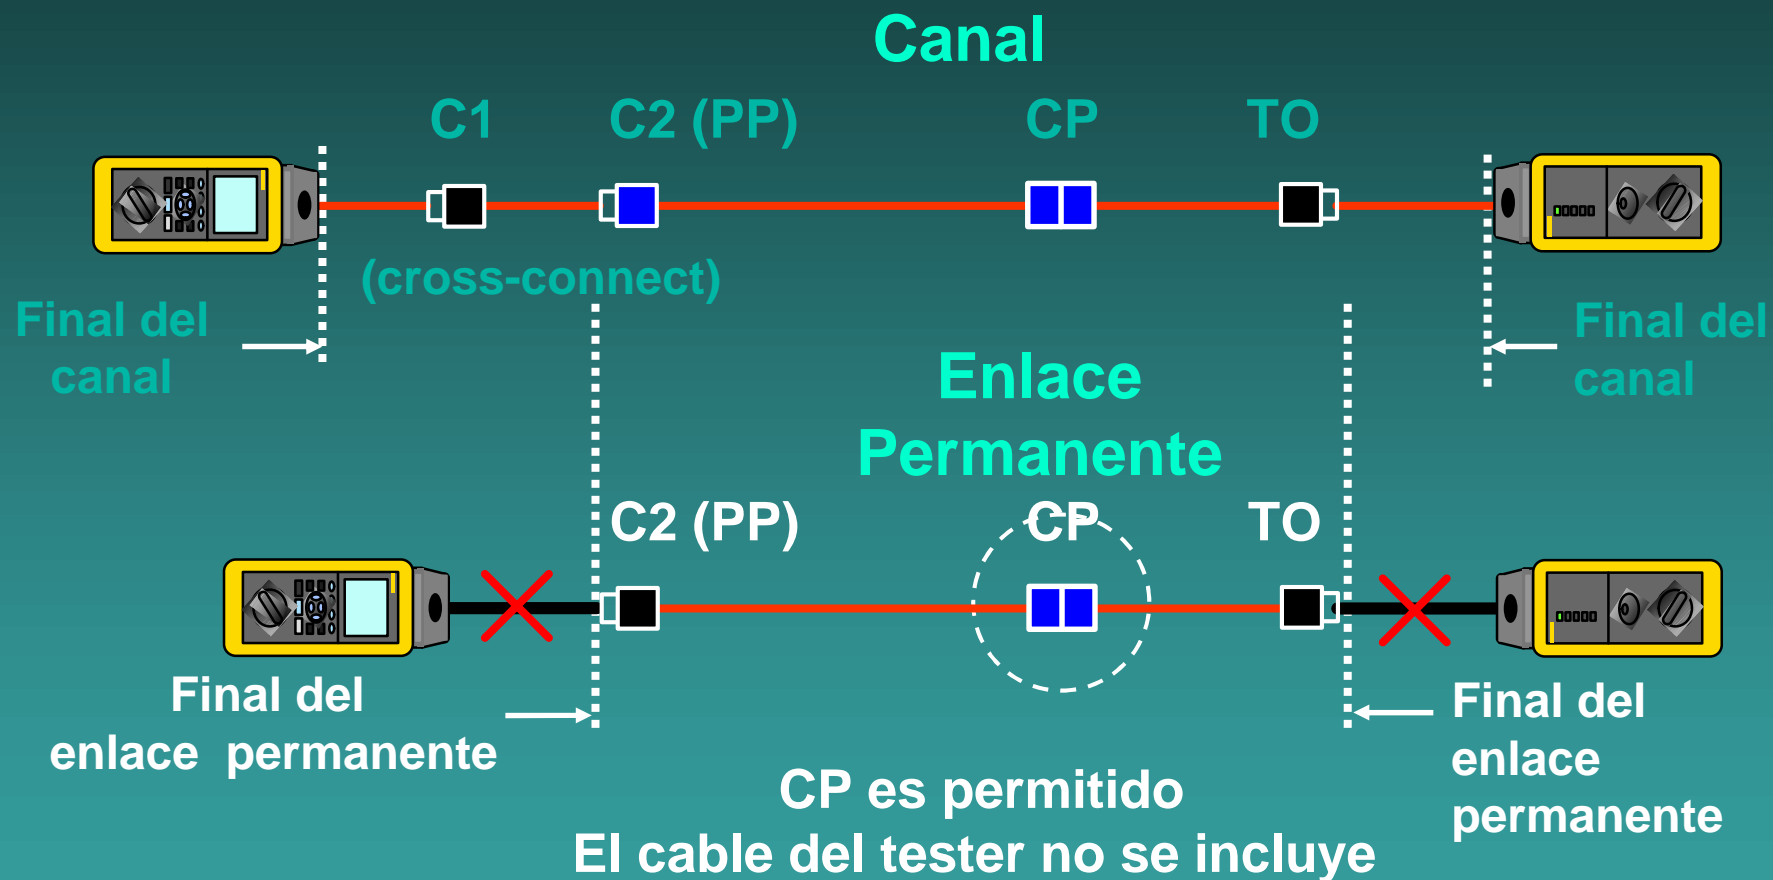 Canal
C1 C2 (PP) CP TO
(cross-connect)
Final del
canal
Final del
canal
Enlace
Permanente
C2 (PP) CP TO
Final del
enlace permanente
Final del
enlace
permanente
CP es permitido
El cable del tester no se incluye